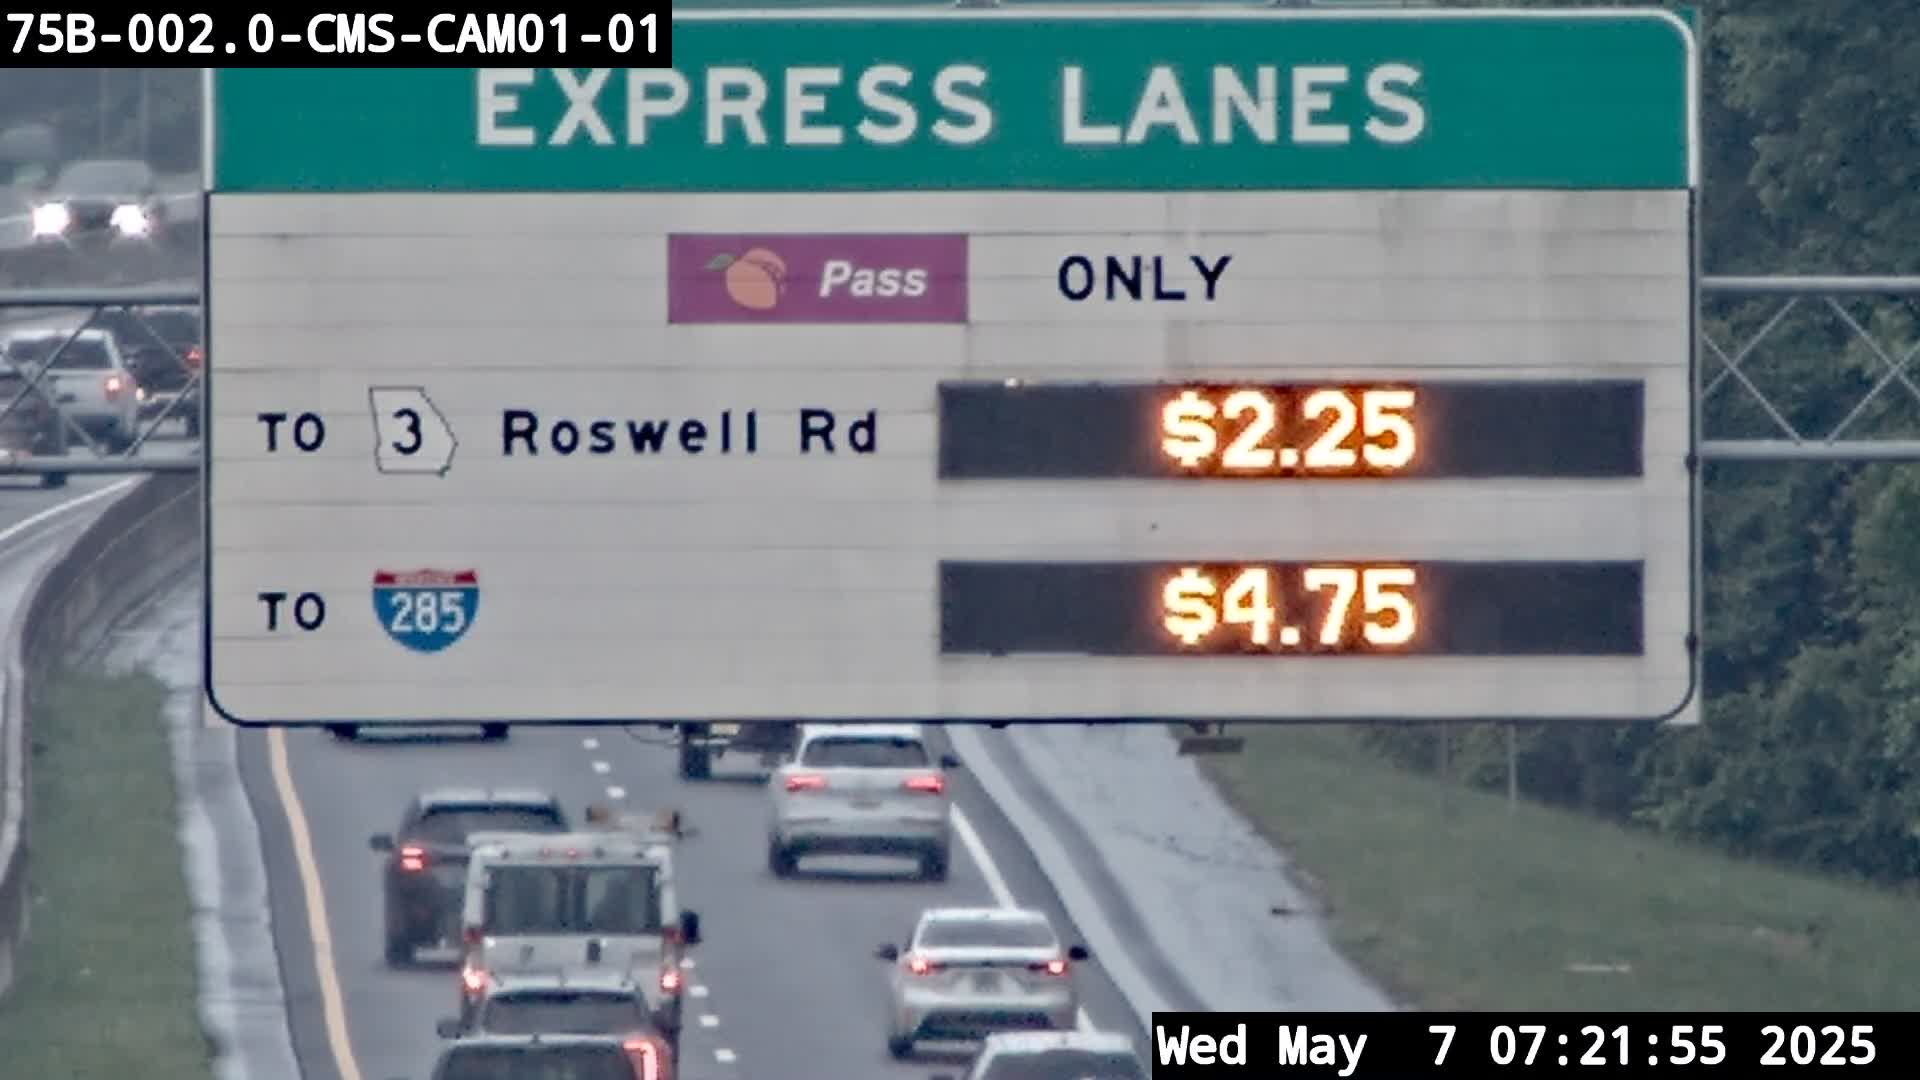 75B-002.0-CMS-CAM01-01
EXPRESS LANES
Pass ONLY
TO 3 Roswell Rd $2.25
TO 285 $4.75
Wed May 7 07:21:55 2025